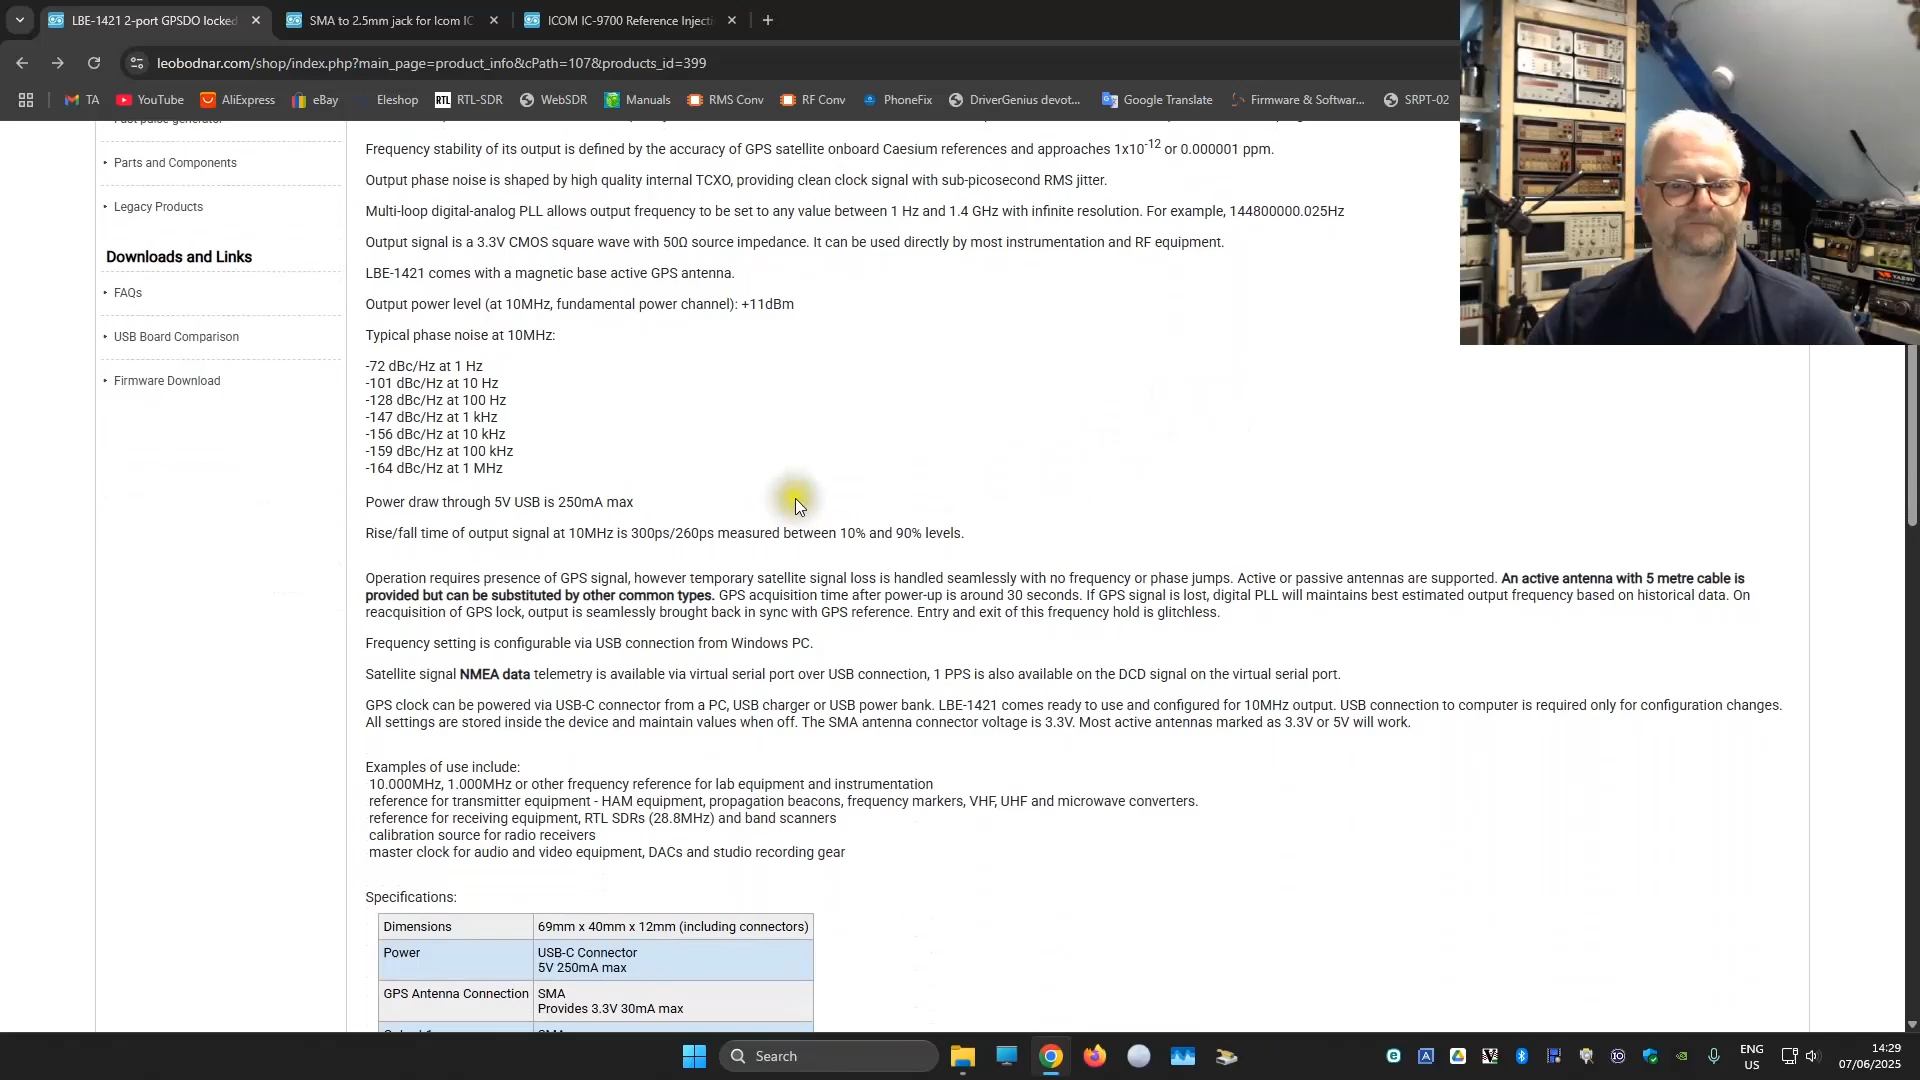 LBE-1421 2-port GPSDO locked
SMA to 2.5mm jack for Icom IC
ICOM IC-9700 Reference Injecti
leobodnar.com/shop/index.php?main_page=product_info&cPath=107&products_id=399
TA
YouTube
AliExpress
eBay
Eleshop
RTL-SDR
WebSDR
Manuals
RMS Conv
RF Conv
PhoneFix
DriverGenius devot...
Google Translate
Firmware & Softwar...
SRPT-02
Fast pulse generator
Parts and Components
Legacy Products
Downloads and Links
FAQs
USB Board Comparison
Firmware Download
Frequency stability of its output is defined by the accuracy of GPS satellite onboard Caesium references and approaches 1x10-12 or 0.000001 ppm.
Output phase noise is shaped by high quality internal TCXO, providing clean clock signal with sub-picosecond RMS jitter.
Multi-loop digital-analog PLL allows output frequency to be set to any value between 1 Hz and 1.4 GHz with infinite resolution. For example, 144800000.025Hz
Output signal is a 3.3V CMOS square wave with 50Ω source impedance. It can be used directly by most instrumentation and RF equipment.
LBE-1421 comes with a magnetic base active GPS antenna.
Output power level (at 10MHz, fundamental power channel): +11dBm
Typical phase noise at 10MHz:
-72 dBc/Hz at 1 Hz
-101 dBc/Hz at 10 Hz
-128 dBc/Hz at 100 Hz
-147 dBc/Hz at 1 kHz
-156 dBc/Hz at 10 kHz
-159 dBc/Hz at 100 kHz
-164 dBc/Hz at 1 MHz
Power draw through 5V USB is 250mA max
Rise/fall time of output signal at 10MHz is 300ps/260ps measured between 10% and 90% levels.
Operation requires presence of GPS signal, however temporary satellite signal loss is handled seamlessly with no frequency or phase jumps. Active or passive antennas are supported. An active antenna with 5 metre cable is
provided but can be substituted by other common types. GPS acquisition time after power-up is around 30 seconds. If GPS signal is lost, digital PLL will maintains best estimated output frequency based on historical data. On
reacquisition of GPS lock, output is seamlessly brought back in sync with GPS reference. Entry and exit of this frequency hold is glitchless.
Frequency setting is configurable via USB connection from Windows PC.
Satellite signal NMEA data telemetry is available via virtual serial port over USB connection, 1 PPS is also available on the DCD signal on the virtual serial port.
GPS clock can be powered via USB-C connector from a PC, USB charger or USB power bank. LBE-1421 comes ready to use and configured for 10MHz output. USB connection to computer is required only for configuration changes.
All settings are stored inside the device and maintain values when off. The SMA antenna connector voltage is 3.3V. Most active antennas marked as 3.3V or 5V will work.
Examples of use include:
10.000MHz, 1.000MHz or other frequency reference for lab equipment and instrumentation
reference for transmitter equipment - HAM equipment, propagation beacons, frequency markers, VHF, UHF and microwave converters.
reference for receiving equipment, RTL SDRs (28.8MHz) and band scanners
calibration source for radio receivers
master clock for audio and video equipment, DACs and studio recording gear
Specifications:
Dimensions 69mm x 40mm x 12mm (including connectors)
Power USB-C Connector
5V 250mA max
GPS Antenna Connection SMA
Provides 3.3V 30mA max
YAESU
Search
ENG
US
14:29
07/06/2025